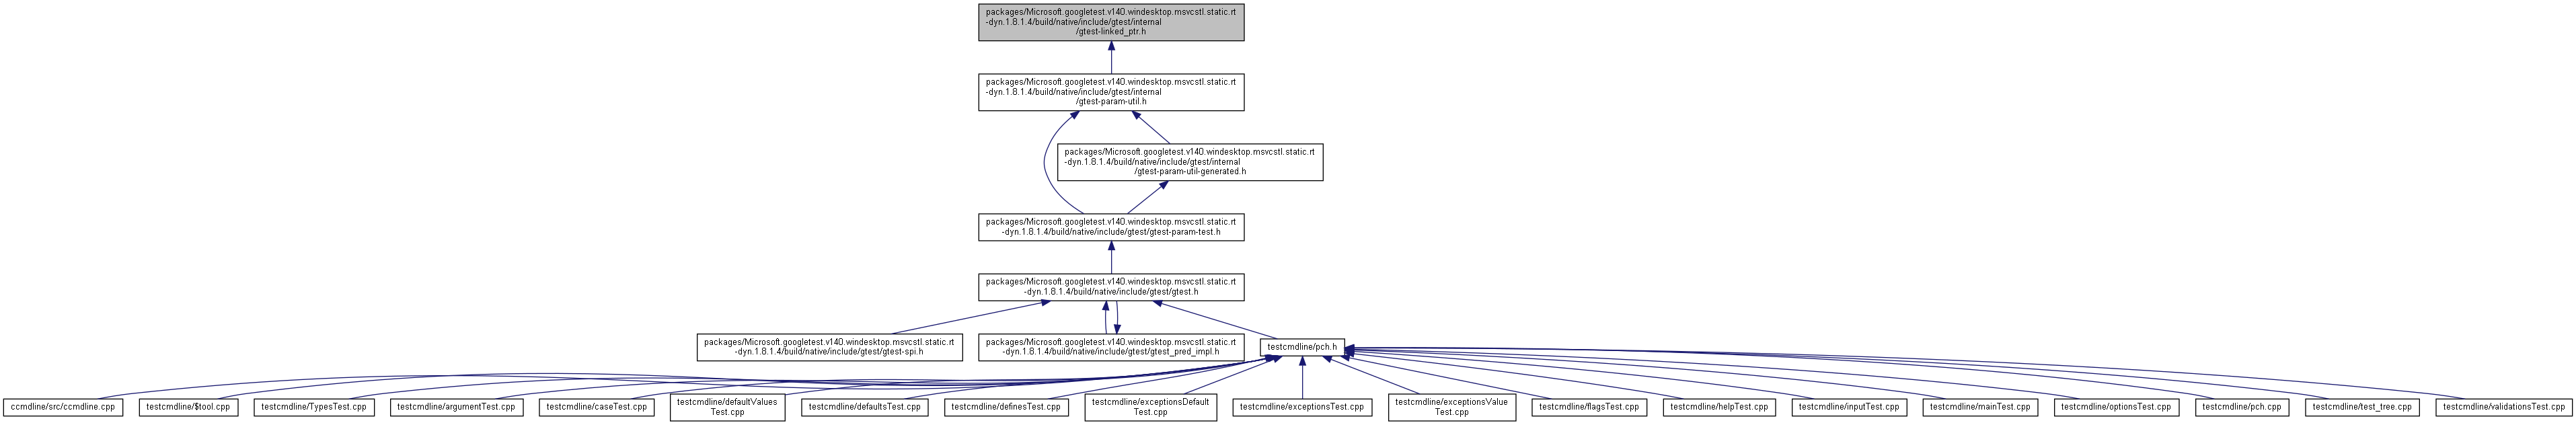 packages/Microsoft.googletest.v140.windesktop.msvcstl.static.rt
-dyn.1.8.1.4/build/native/include/gtest/internal
/gtest-linked_ptr.h
packages/Microsoft.googletest.v140.windesktop.msvcstl.static.rt
-dyn.1.8.1.4/build/native/include/gtest/internal
/gtest-param-util.h
packages/Microsoft.googletest.v140.windesktop.msvcstl.static.rt
-dyn.1.8.1.4/build/native/include/gtest/internal
/gtest-param-util-generated.h
packages/Microsoft.googletest.v140.windesktop.msvcstl.static.rt
-dyn.1.8.1.4/build/native/include/gtest/gtest-param-test.h
packages/Microsoft.googletest.v140.windesktop.msvcstl.static.rt
-dyn.1.8.1.4/build/native/include/gtest/gtest.h
packages/Microsoft.googletest.v140.windesktop.msvcstl.static.rt
-dyn.1.8.1.4/build/native/include/gtest/gtest-spi.h
packages/Microsoft.googletest.v140.windesktop.msvcstl.static.rt
-dyn.1.8.1.4/build/native/include/gtest/gtest_pred_impl.h
testcmdline/pch.h
ccmdline/src/ccmdline.cpp
testcmdline/$tool.cpp
testcmdline/TypesTest.cpp
testcmdline/argumentTest.cpp
testcmdline/caseTest.cpp
testcmdline/defaultValues
Test.cpp
testcmdline/defaultsTest.cpp
testcmdline/definesTest.cpp
testcmdline/exceptionsDefault
Test.cpp
testcmdline/exceptionsTest.cpp
testcmdline/exceptionsValue
Test.cpp
testcmdline/flagsTest.cpp
testcmdline/helpTest.cpp
testcmdline/inputTest.cpp
testcmdline/mainTest.cpp
testcmdline/optionsTest.cpp
testcmdline/pch.cpp
testcmdline/test_tree.cpp
testcmdline/validationsTest.cpp